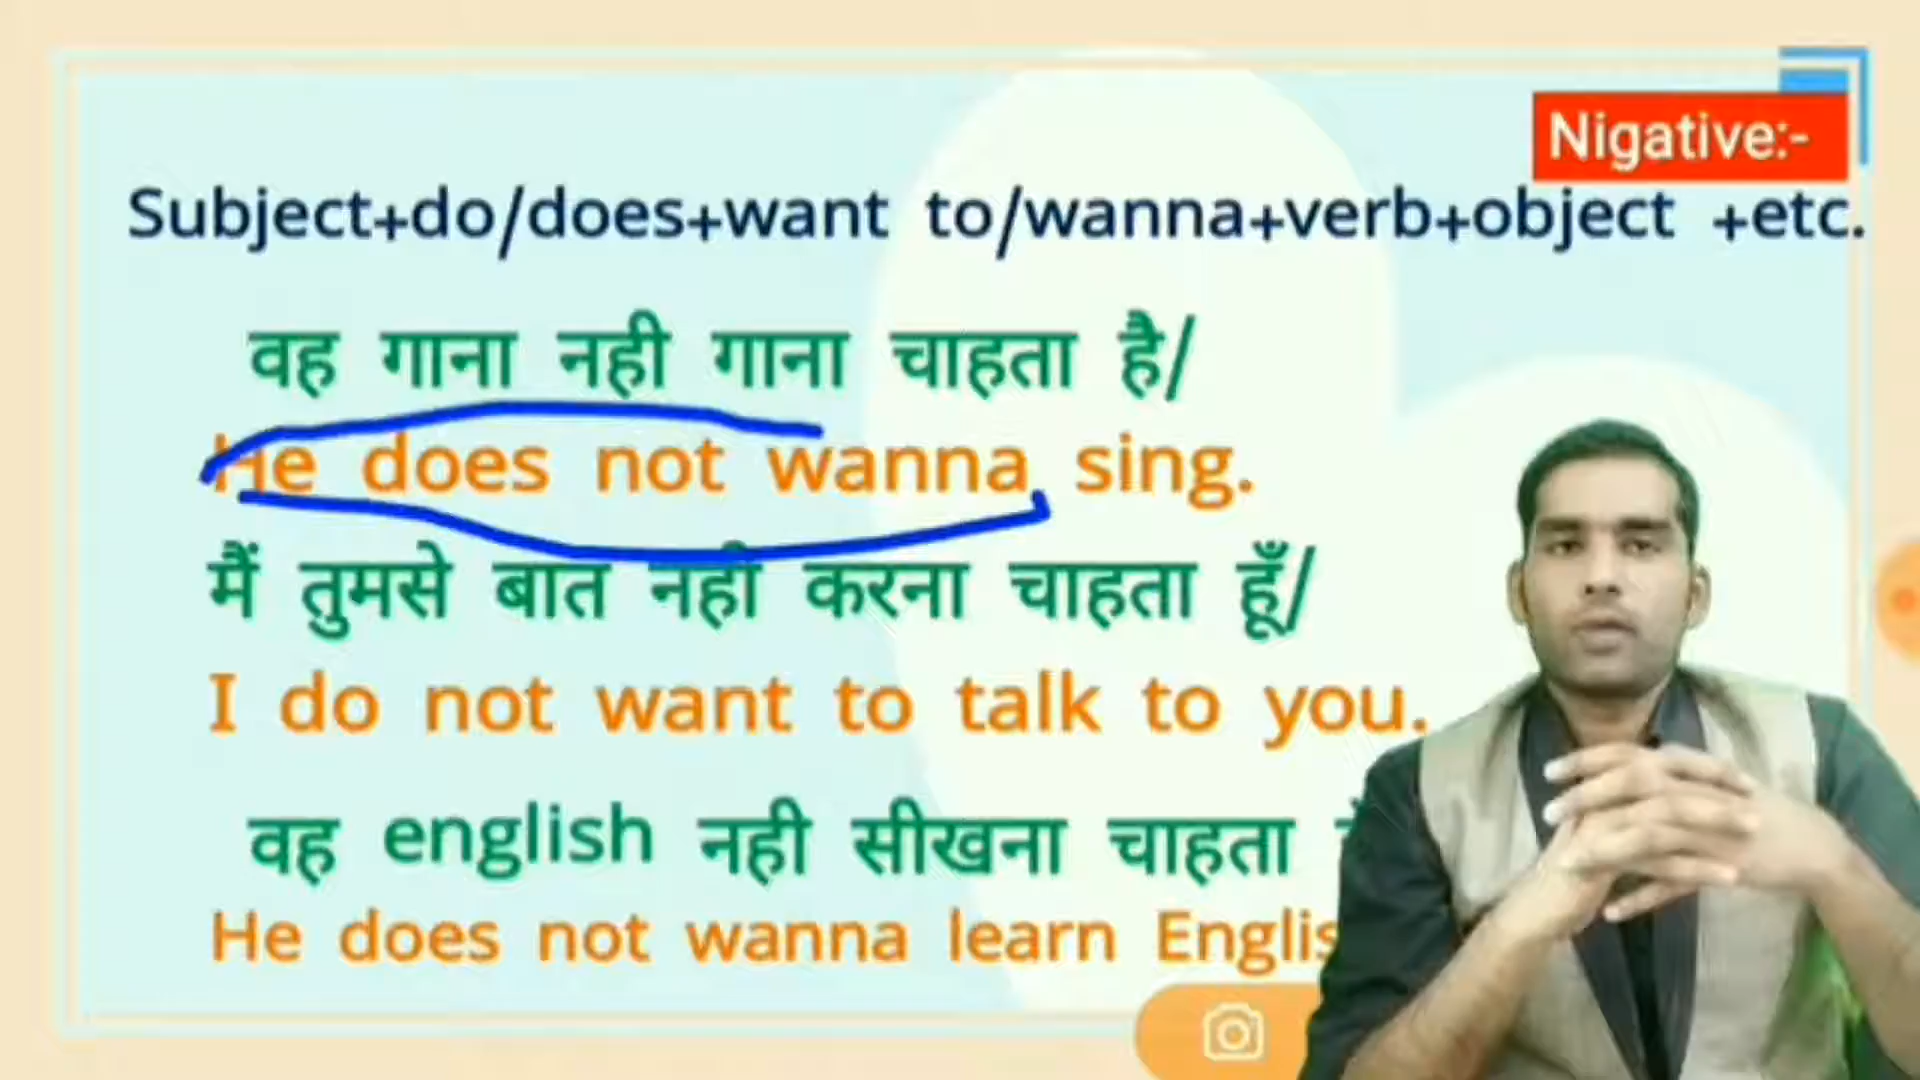 Nigative:-
Subject+do/does+want to/wanna+verb+object +etc.
वह गाना नही गाना चाहता है/
He does not wanna sing.
मैं तुमसे बात नही करना चाहता हूँ/
I do not want to talk to you.
वह english नही सीखना चाहता
He does not wanna learn